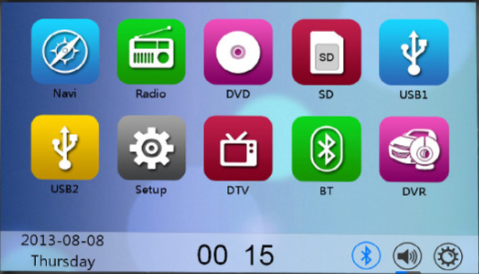 SD
Navi Radio DVD SD USB1
USB2 Setup DTV BT DVR
2013-08-08
Thursday
00 15